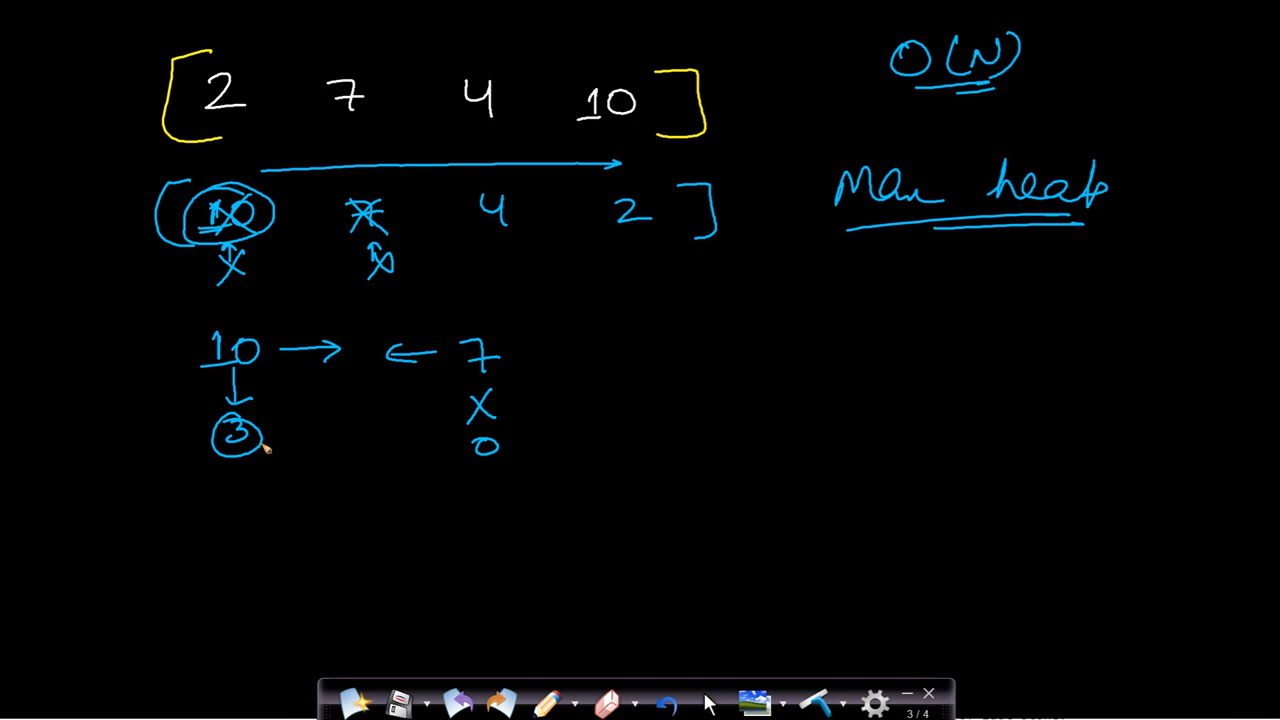 [2 7 4 10]
O(N)
[10 7 4 2]
Max heap
x x
10 → ← 7
3 x
0
3/4